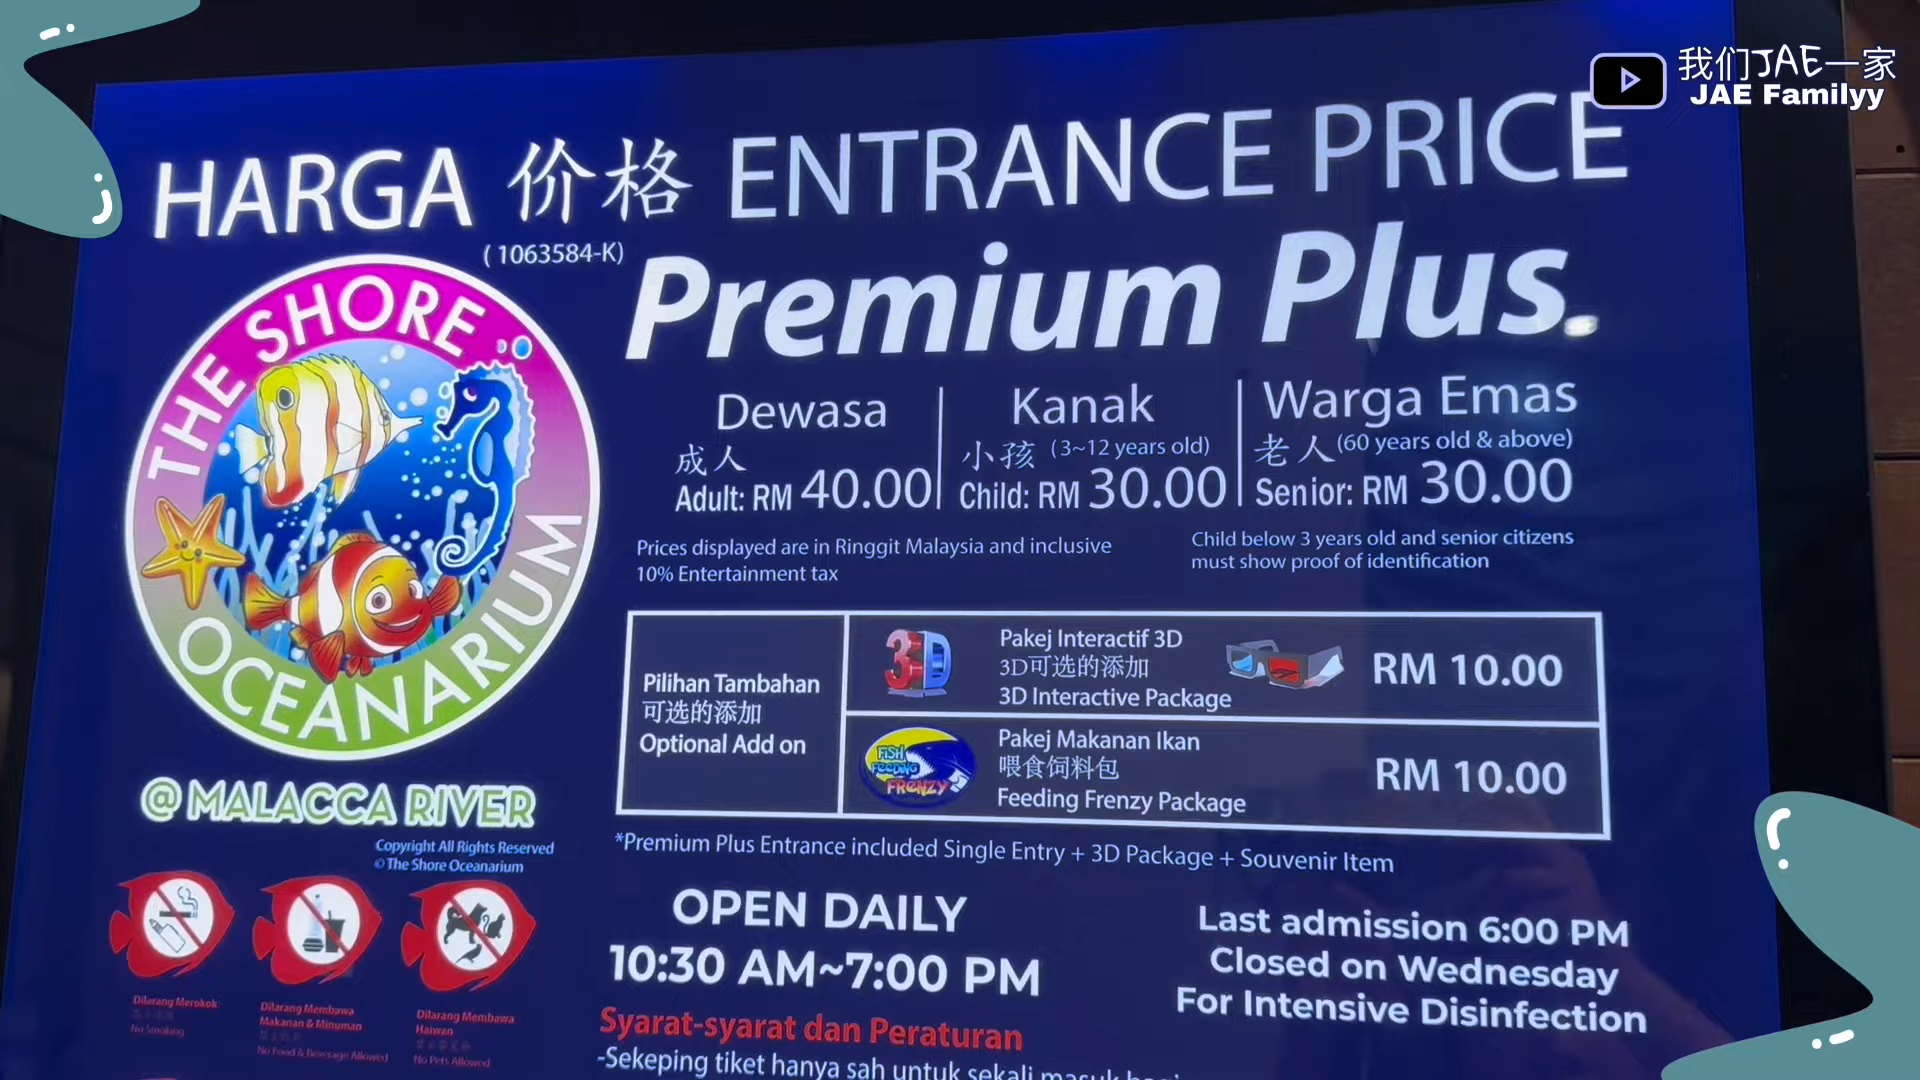 我们JAE一家
JAE Familyy
HARGA 价格 ENTRANCE PRICE
(1063584-K)
Premium Plus.
THE SHORE
OCEANARIUM
@ MALACCA RIVER
Copyright All Rights Reserved
© The Shore Oceanarium
Dewasa
成人
Adult: RM 40.00
Kanak
小孩 (3~12 years old)
Child: RM 30.00
Warga Emas
老人 (60 years old & above)
Senior: RM 30.00
Prices displayed are in Ringgit Malaysia and inclusive
10% Entertainment tax
Child below 3 years old and senior citizens
must show proof of identification
Pilihan Tambahan
可选的添加
Optional Add on
3D
Pakej Interactif 3D
3D可选的添加
3D Interactive Package
RM 10.00
FISH
FEEDING
FRENZY
Pakej Makanan Ikan
喂食饲料包
Feeding Frenzy Package
RM 10.00
*Premium Plus Entrance included Single Entry + 3D Package + Souvenir Item
OPEN DAILY
10:30 AM~7:00 PM
Last admission 6:00 PM
Closed on Wednesday
For Intensive Disinfection
Dilarang Merokok
No Smoking
Dilarang Membawa
Makanan & Minuman
No Food & Beverage Allowed
Dilarang Membawa
Haiwan
No Pets Allowed
Syarat-syarat dan Peraturan
-Sekeping tiket hanya sah untuk sekali masuk